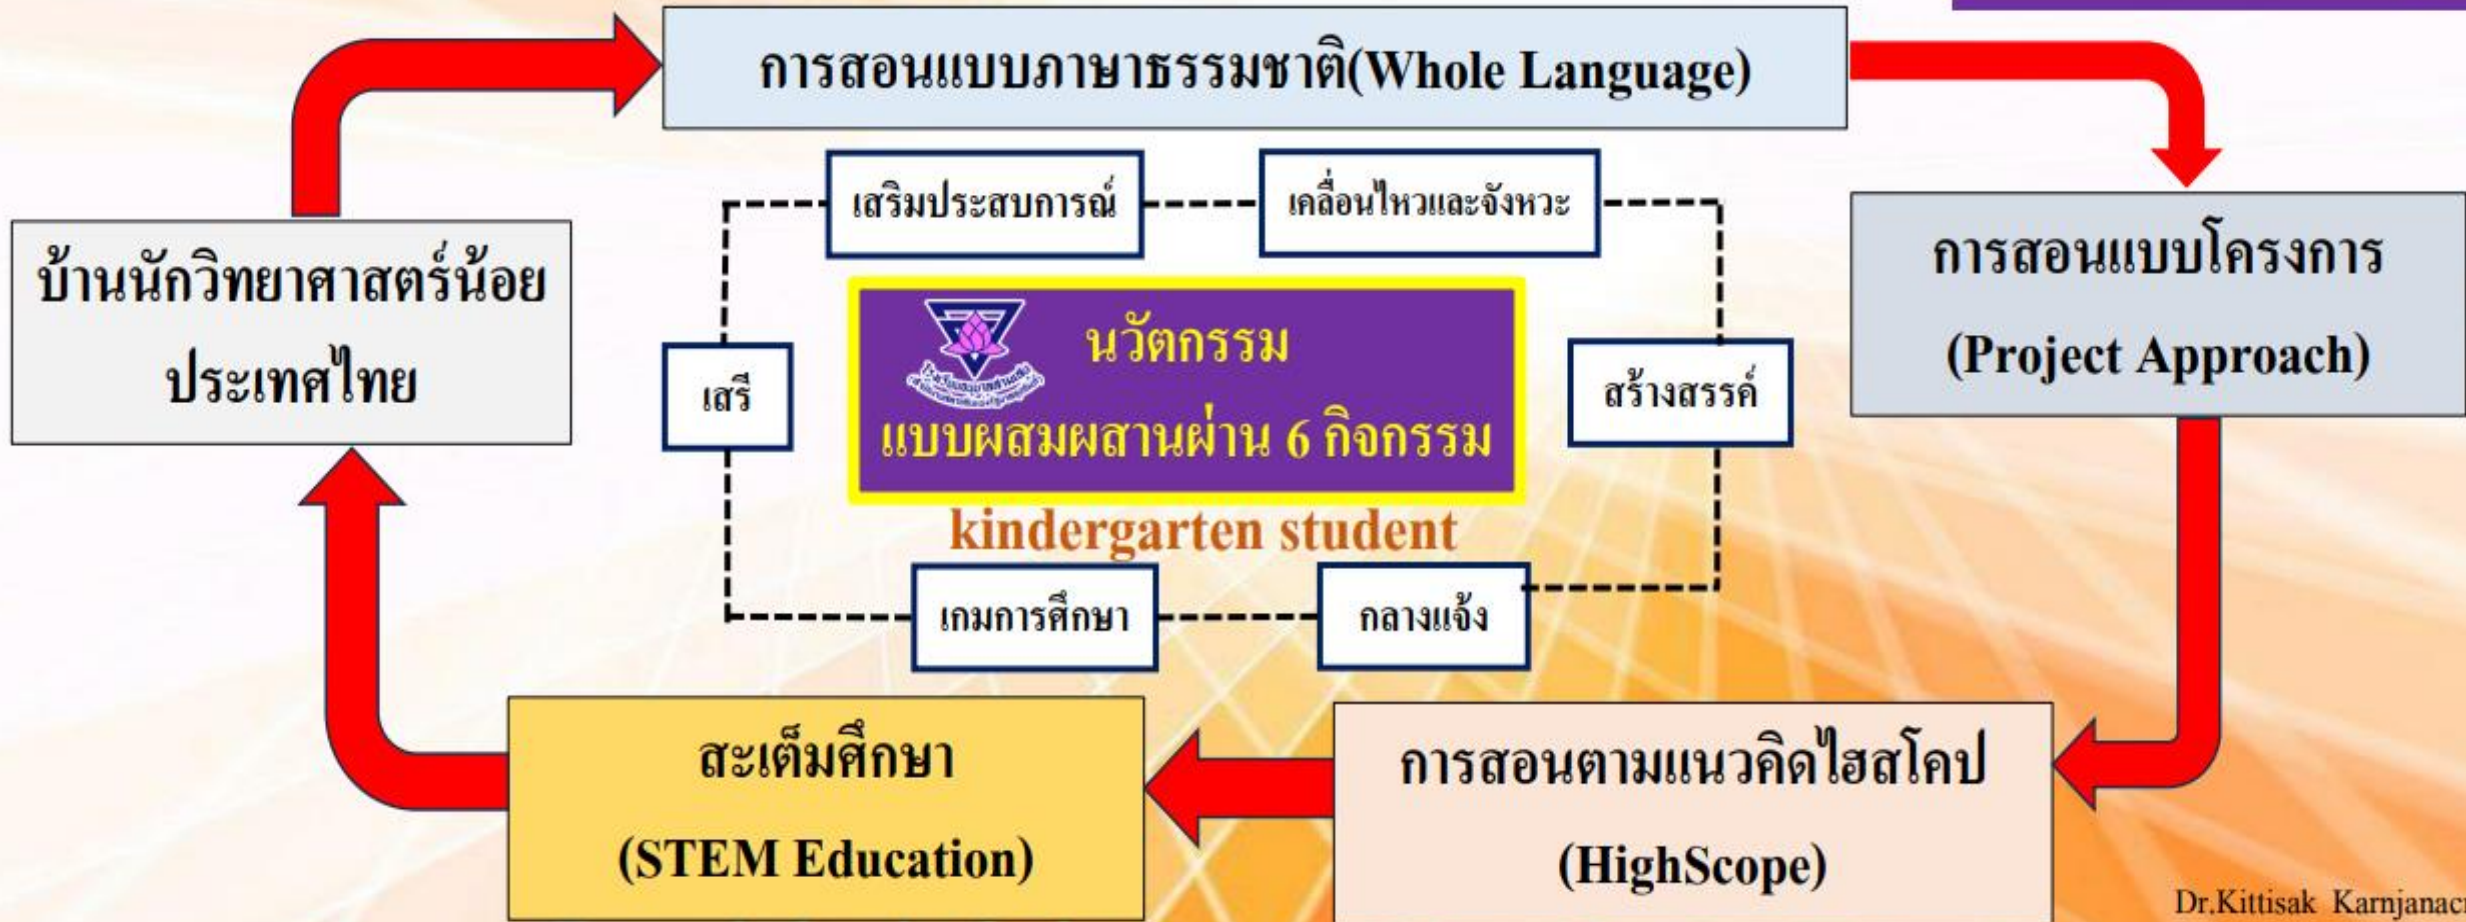 การสอนแบบภาษาธรรมชาติ(Whole Language)
เสริมประสบการณ์
เคลื่อนไหวและจังหวะ
บ้านนักวิทยาศาสตร์น้อย
ประเทศไทย
การสอนแบบโครงการ
(Project Approach)
เสรี
นวัตกรรม
แบบผสมผสานผ่าน 6 กิจกรรม
สร้างสรรค์
kindergarten student
เกมการศึกษา
กลางแจ้ง
สะเต็มศึกษา
(STEM Education)
การสอนตามแนวคิดไฮสโคป
(HighScope)
Dr.Kittisak